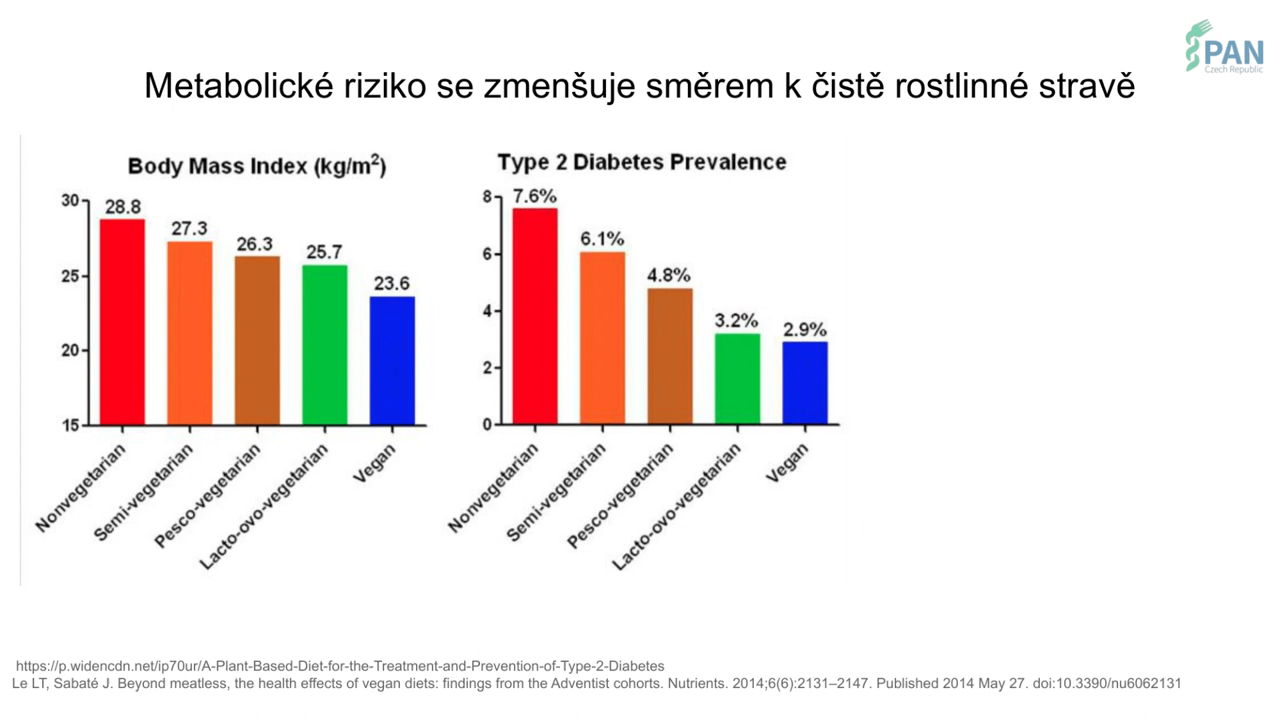 PAN
Czech Republic
Metabolické riziko se zmenšuje směrem k čistě rostlinné stravě
Body Mass Index (kg/m²)
30
25
20
15
28.8
27.3
26.3
25.7
23.6
Nonvegetarian
Semi-vegetarian
Pesco-vegetarian
Lacto-ovo-vegetarian
Vegan
Type 2 Diabetes Prevalence
8
6
4
2
0
7.6%
6.1%
4.8%
3.2%
2.9%
Nonvegetarian
Semi-vegetarian
Pesco-vegetarian
Lacto-ovo-vegetarian
Vegan
https://p.widencdn.net/ip70ur/A-Plant-Based-Diet-for-the-Treatment-and-Prevention-of-Type-2-Diabetes
Le LT, Sabaté J. Beyond meatless, the health effects of vegan diets: findings from the Adventist cohorts. Nutrients. 2014;6(6):2131–2147. Published 2014 May 27. doi:10.3390/nu6062131